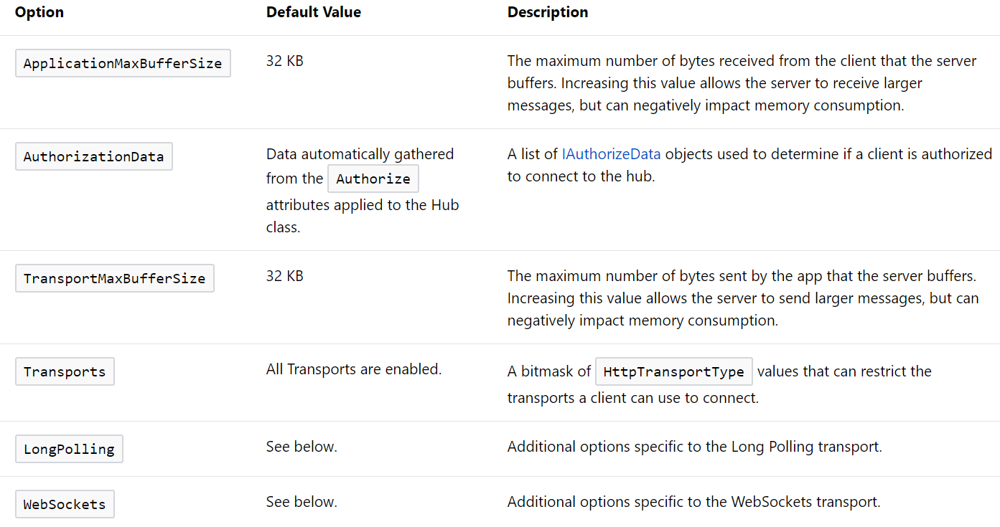 Option Default Value Description
ApplicationMaxBufferSize 32 KB The maximum number of bytes received from the client that the server
buffers. Increasing this value allows the server to receive larger
messages, but can negatively impact memory consumption.
AuthorizationData Data automatically gathered A list of IAuthorizeData objects used to determine if a client is authorized
from the Authorize to connect to the hub.
attributes applied to the Hub
class.
TransportMaxBufferSize 32 KB The maximum number of bytes sent by the app that the server buffers.
Increasing this value allows the server to send larger messages, but can
negatively impact memory consumption.
Transports All Transports are enabled. A bitmask of HttpTransportType values that can restrict the
transports a client can use to connect.
LongPolling See below. Additional options specific to the Long Polling transport.
WebSockets See below. Additional options specific to the WebSockets transport.